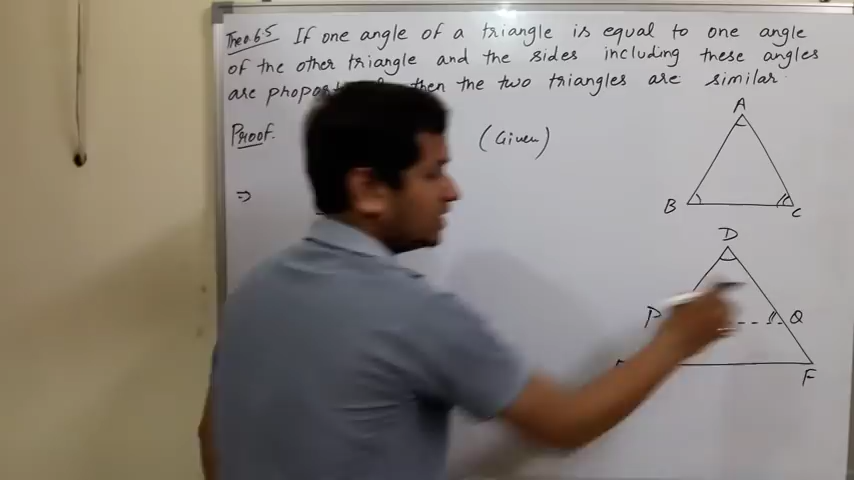 Theo. 6.5 If one angle of a triangle is equal to one angle
of the other triangle and the sides including these angles
are then the two triangles are similar.
Proof. (Given)
⇒
A
B
C
D
P
Q
F